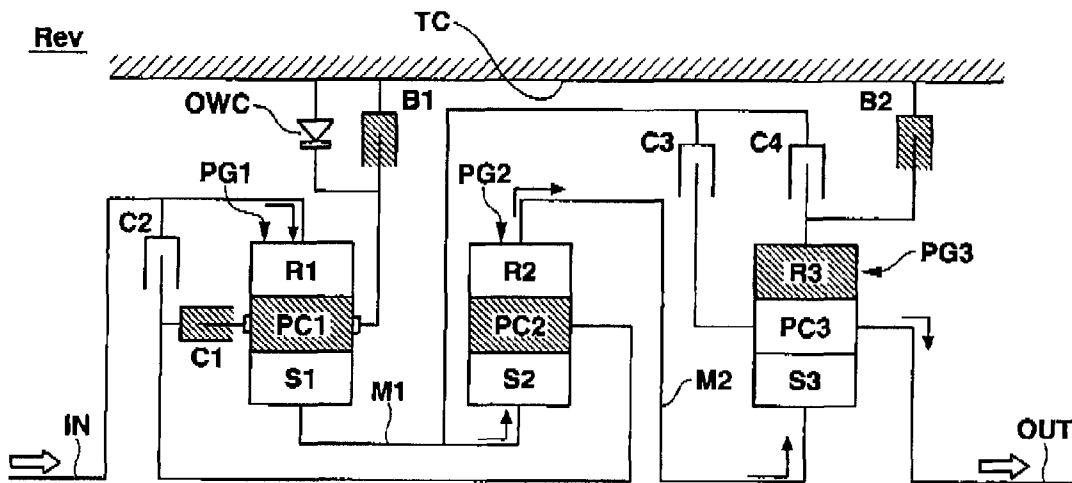 Rev
TC
OWC
B1
B2
C3
C4
PG1
PG2
C2
R1
R2
R3
PG3
PC1
PC2
PC3
C1
S1
S2
S3
M1
M2
IN
OUT